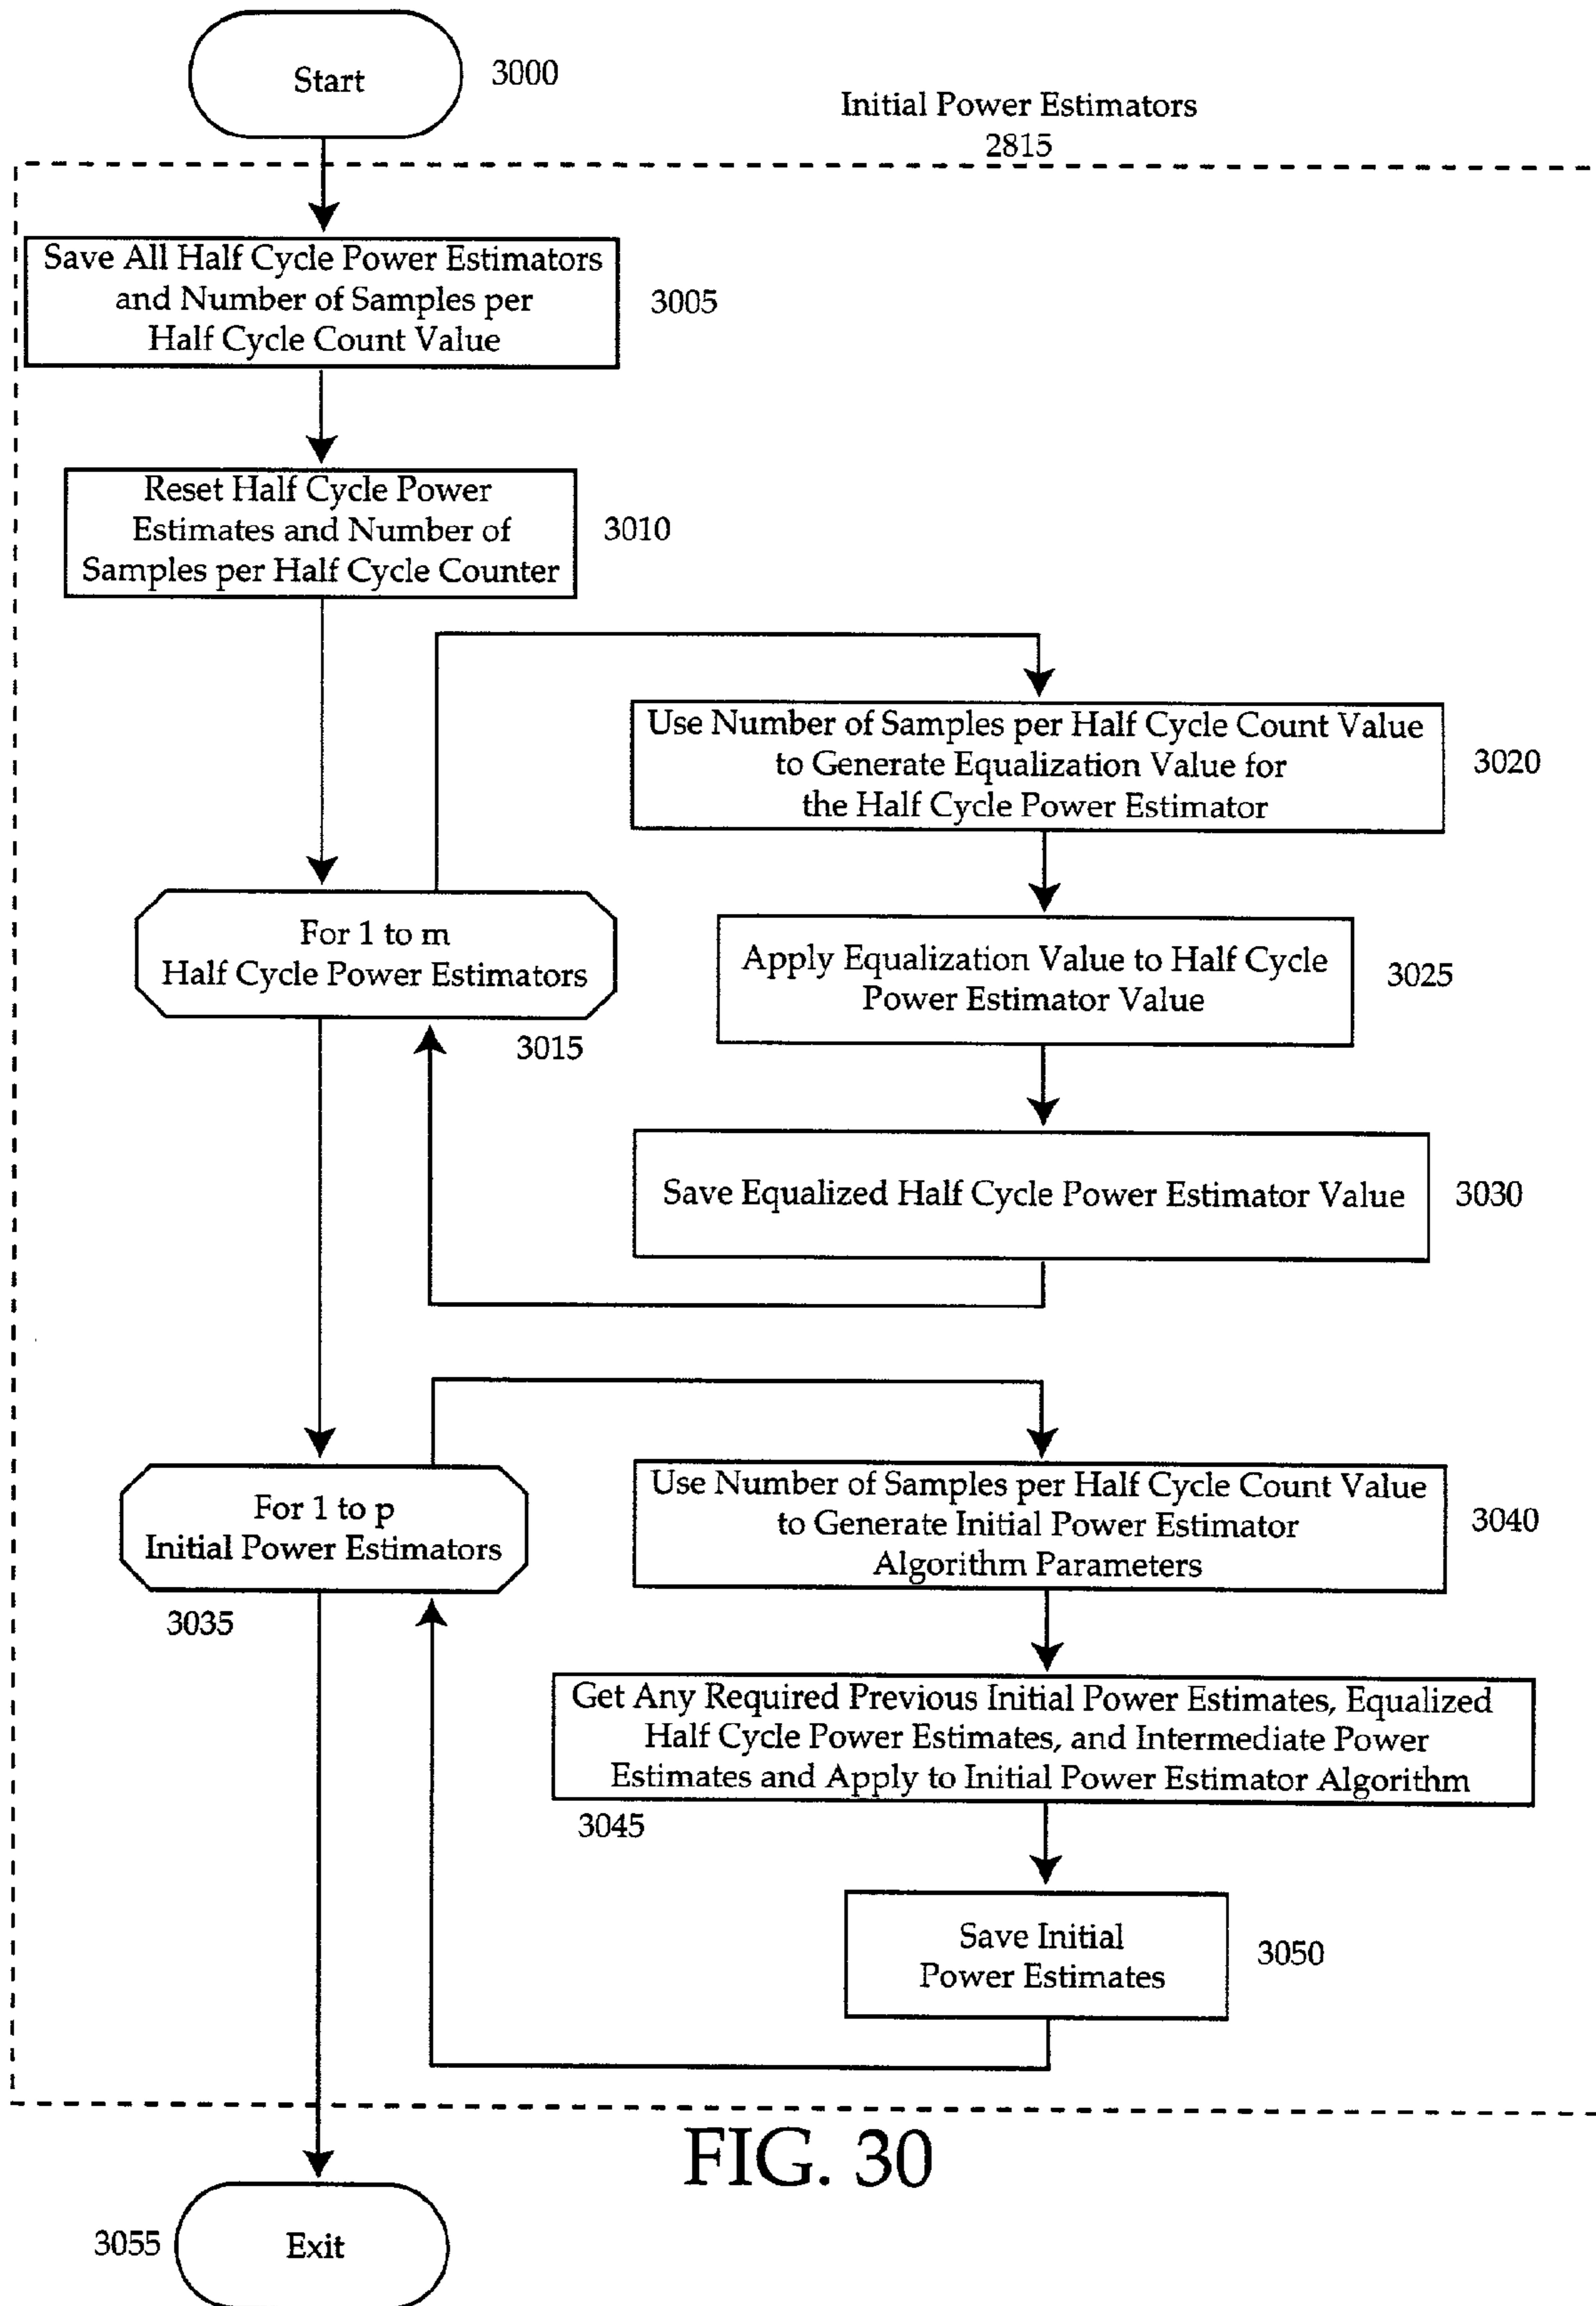 Start
3000
Initial Power Estimators
2815
Save All Half Cycle Power Estimators
and Number of Samples per
Half Cycle Count Value
3005
Reset Half Cycle Power
Estimates and Number of
Samples per Half Cycle Counter
3010
Use Number of Samples per Half Cycle Count Value
to Generate Equalization Value for
the Half Cycle Power Estimator
3020
For 1 to m
Half Cycle Power Estimators
3015
Apply Equalization Value to Half Cycle
Power Estimator Value
3025
Save Equalized Half Cycle Power Estimator Value
3030
For 1 to p
Initial Power Estimators
3035
Use Number of Samples per Half Cycle Count Value
to Generate Initial Power Estimator
Algorithm Parameters
3040
Get Any Required Previous Initial Power Estimates, Equalized
Half Cycle Power Estimates, and Intermediate Power
Estimates and Apply to Initial Power Estimator Algorithm
3045
Save Initial
Power Estimates
3050
FIG. 30
3055
Exit